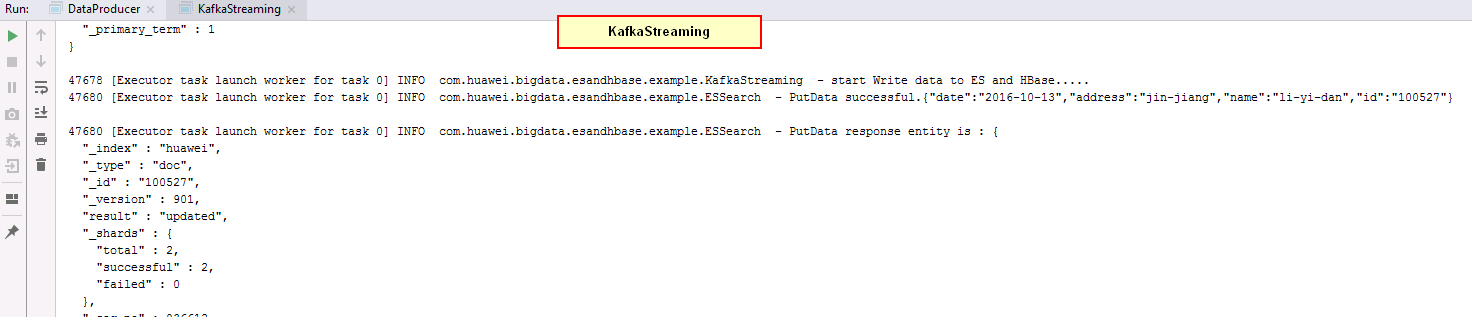 Run: DataProducer × KafkaStreaming ×
KafkaStreaming
"_primary_term" : 1
}
47678 [Executor task launch worker for task 0] INFO  com.huawei.bigdata.esandhbase.example.KafkaStreaming  - start Write data to ES and HBase.....
47680 [Executor task launch worker for task 0] INFO  com.huawei.bigdata.esandhbase.example.ESSearch  - PutData successful.{"date":"2016-10-13","address":"jin-jiang","name":"li-yi-dan","id":"100527"}
47680 [Executor task launch worker for task 0] INFO  com.huawei.bigdata.esandhbase.example.ESSearch  - PutData response entity is : {
"_index" : "huawei",
"_type" : "doc",
"_id" : "100527",
"_version" : 901,
"result" : "updated",
"_shards" : {
"total" : 2,
"successful" : 2,
"failed" : 0
},